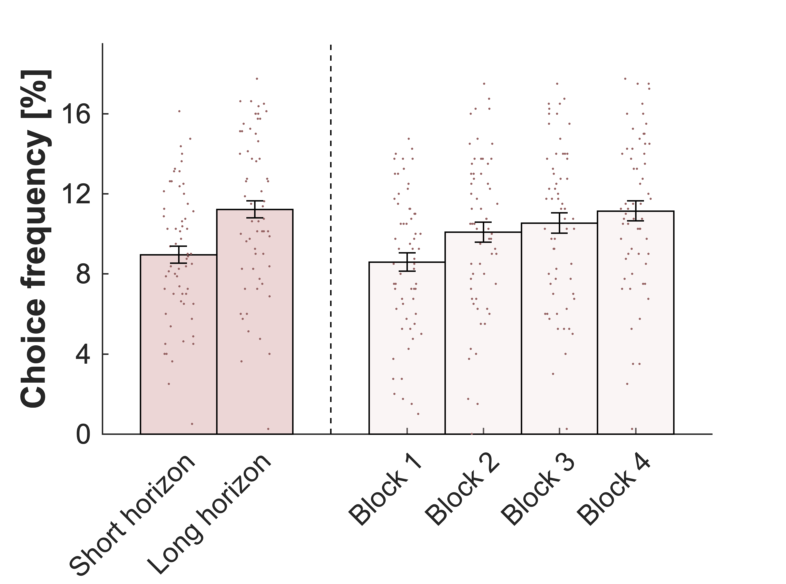 Choice frequency [%]
16
12
8
4
0
Short horizon
Long horizon
Block 1
Block 2
Block 3
Block 4